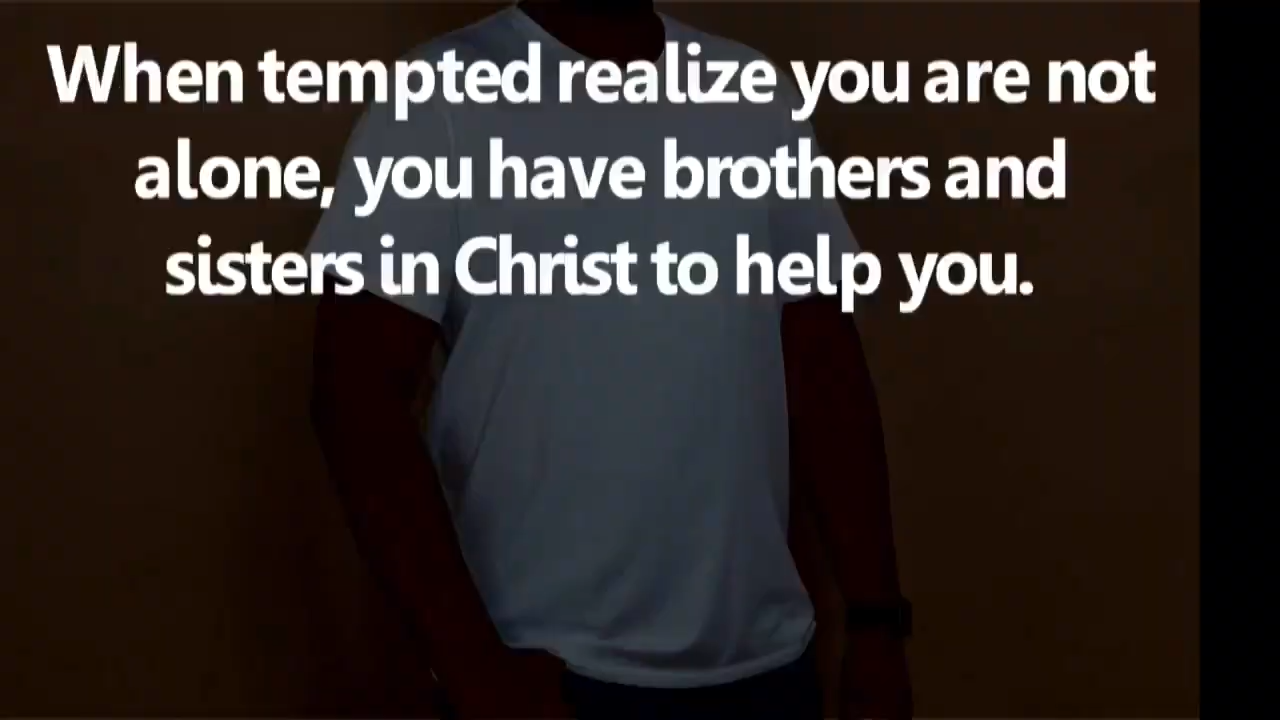 When tempted realize you are not
alone, you have brothers and
sisters in Christ to help you.